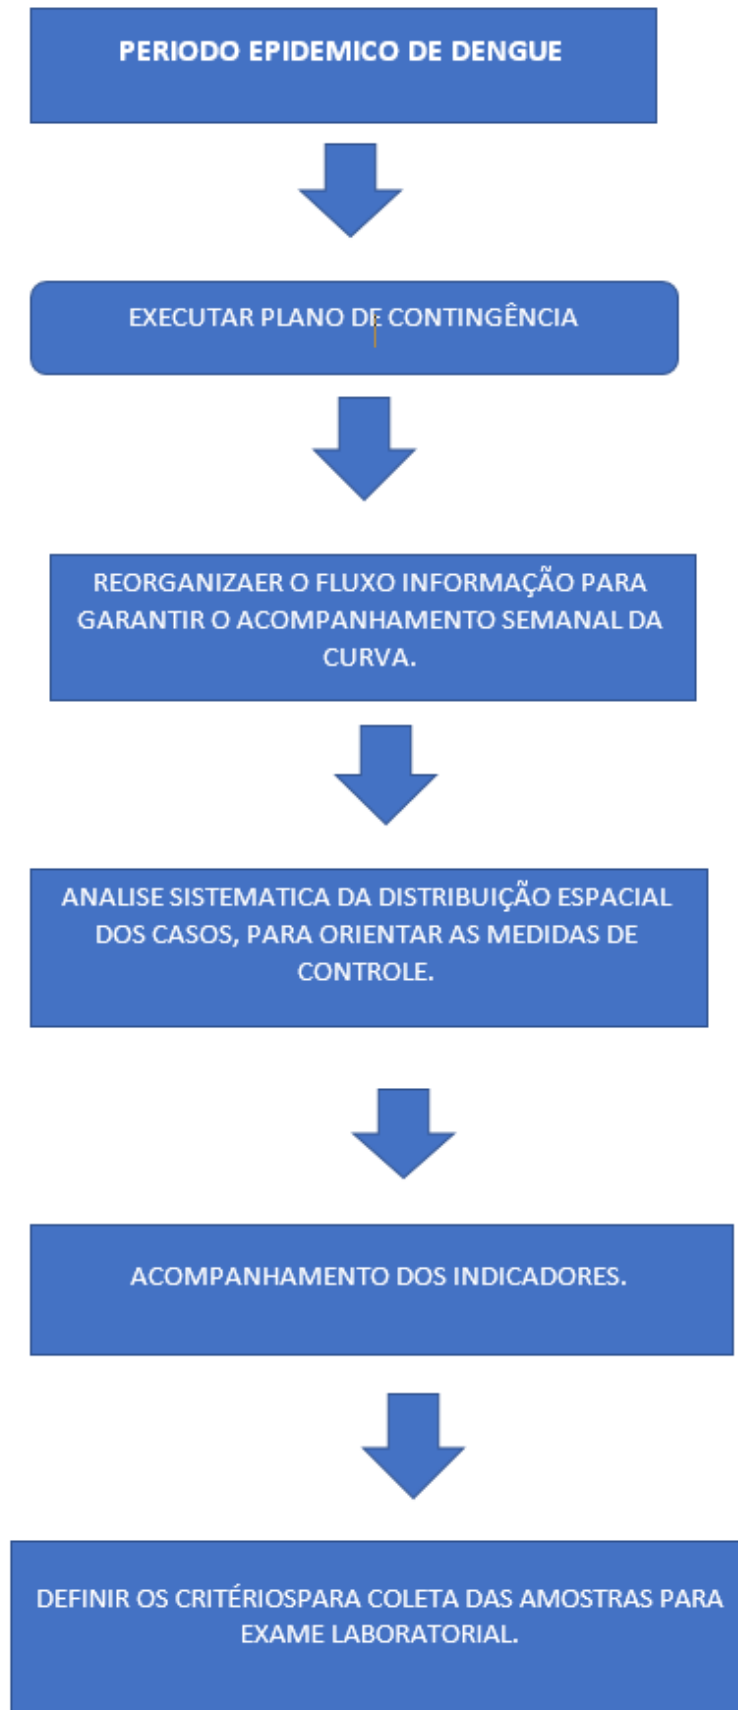 PERIODO EPIDEMICO DE DENGUE
EXECUTAR PLANO DE CONTINGÊNCIA
REORGANIZAER O FLUXO INFORMAÇÃO PARA
GARANTIR O ACOMPANHAMENTO SEMANAL DA
CURVA.
ANALISE SISTEMATICA DA DISTRIBUIÇÃO ESPACIAL
DOS CASOS, PARA ORIENTAR AS MEDIDAS DE
CONTROLE.
ACOMPANHAMENTO DOS INDICADORES.
DEFINIR OS CRITÉRIOSPARA COLETA DAS AMOSTRAS PARA
EXAME LABORATORIAL.